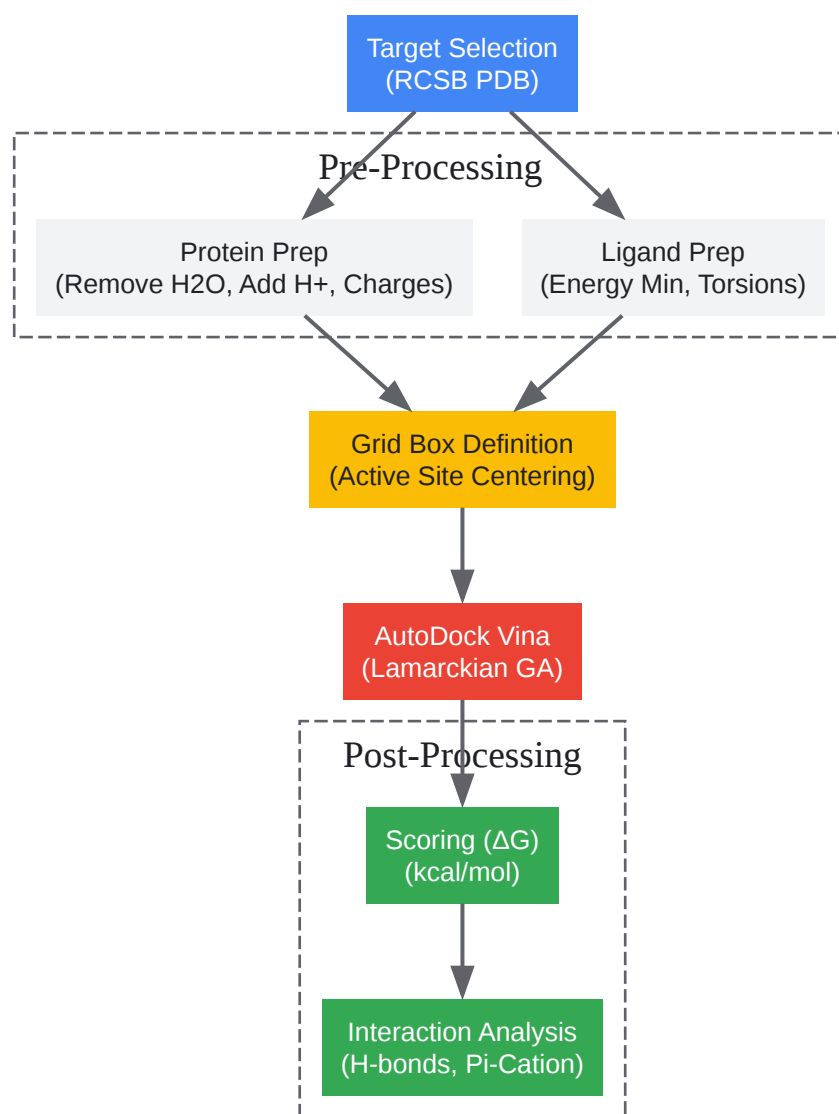 Target Selection
(RCSB PDB)
Pre-Processing
Protein Prep
(Remove H2O, Add H+, Charges)
Ligand Prep
(Energy Min, Torsions)
Grid Box Definition
(Active Site Centering)
AutoDock Vina
(Lamarckian GA)
Post-Processing
Scoring (ΔG)
(kcal/mol)
Interaction Analysis
(H-bonds, Pi-Cation)